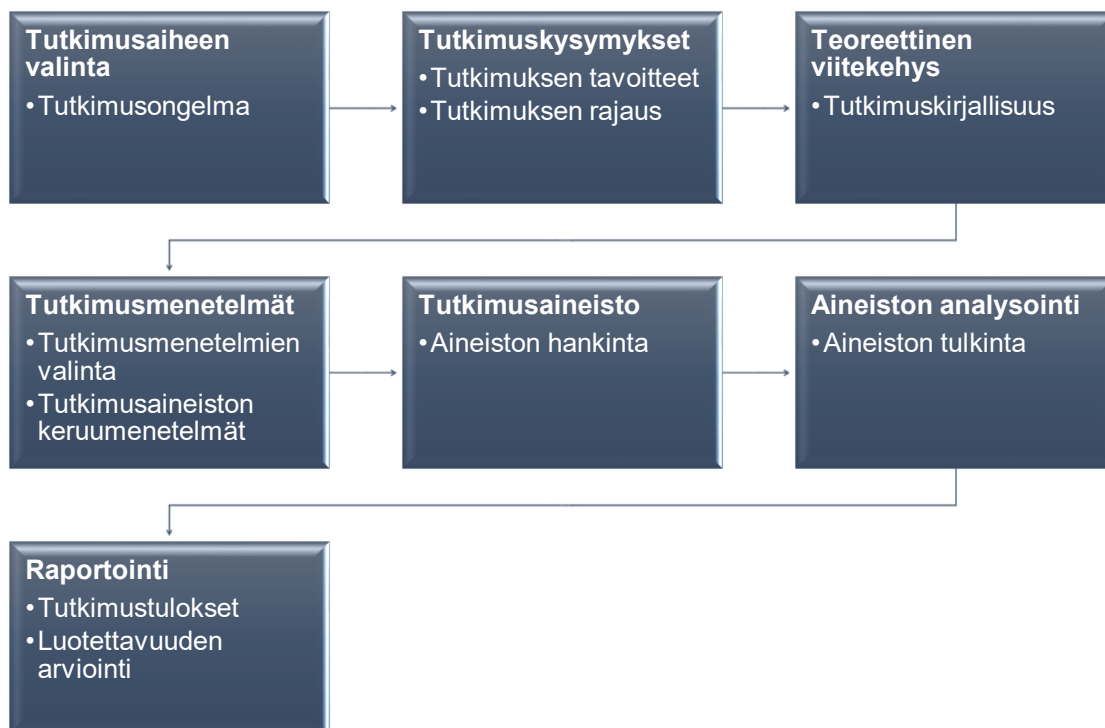 Tutkimusaiheen
valinta
•Tutkimusongelma
Tutkimuskysymykset
•Tutkimuksen tavoitteet
•Tutkimuksen rajaus
Teoreettinen
viitekehys
•Tutkimuskirjallisuus
Tutkimusmenetelmät
•Tutkimusmenetelmien
valinta
•Tutkimusaineiston
keruumenetelmät
Tutkimusaineisto
•Aineiston hankinta
Aineiston analysointi
•Aineiston tulkinta
Raportointi
•Tutkimustulokset
•Luotettavuuden
arviointi